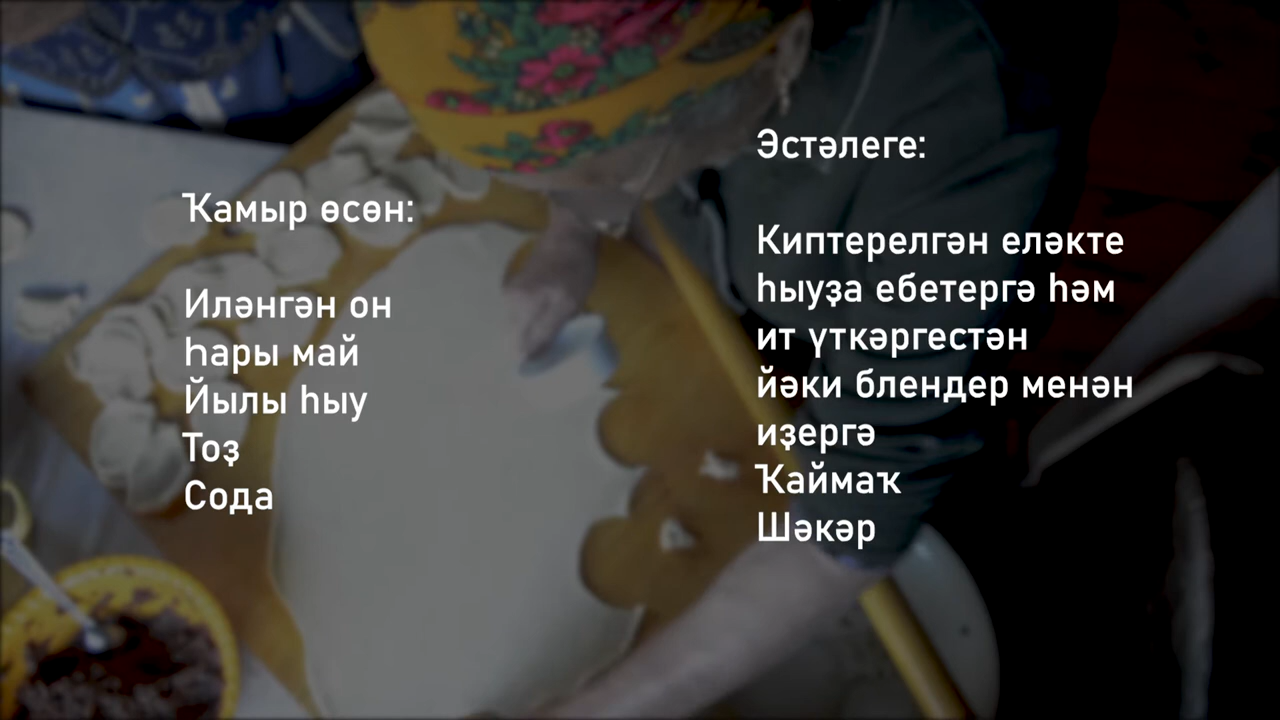 Ҡамыр өсөн:
Иләнгән он
Һары май
Йылы һыу
Тоҙ
Сода
Эстәлеге:
Киптерелгән еләкте
һыуҙа ебетергә һәм
ит үткәргестән
йәки блендер менән
иҙергә
Ҡаймаҡ
Шәкәр